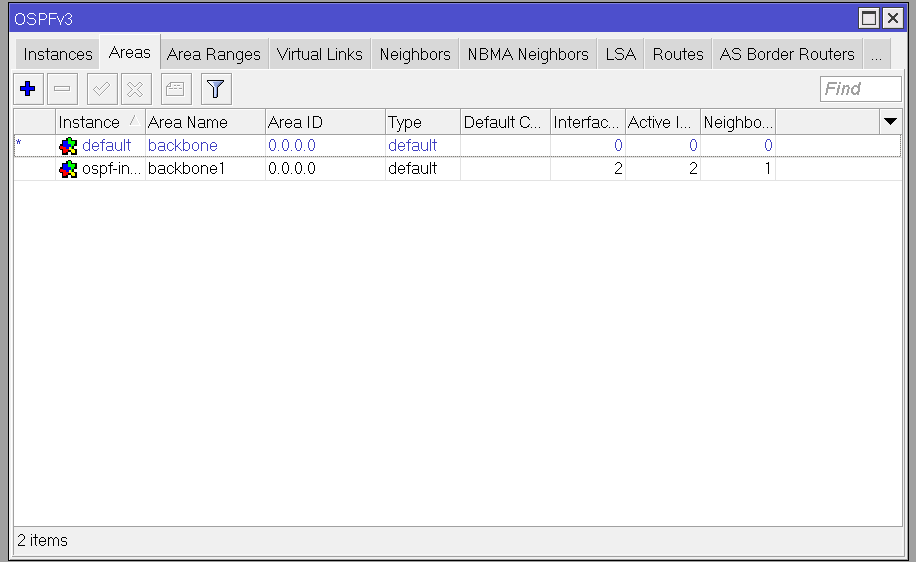 OSPFv3
Instances Areas Area Ranges Virtual Links Neighbors NBMA Neighbors LSA Routes AS Border Routers ...
Find
Instance Area Name Area ID Type Default C... Interfac... Active I... Neighbo...
* default backbone 0.0.0.0 default 0 0 0
ospf-in... backbone1 0.0.0.0 default 2 2 1
2 items